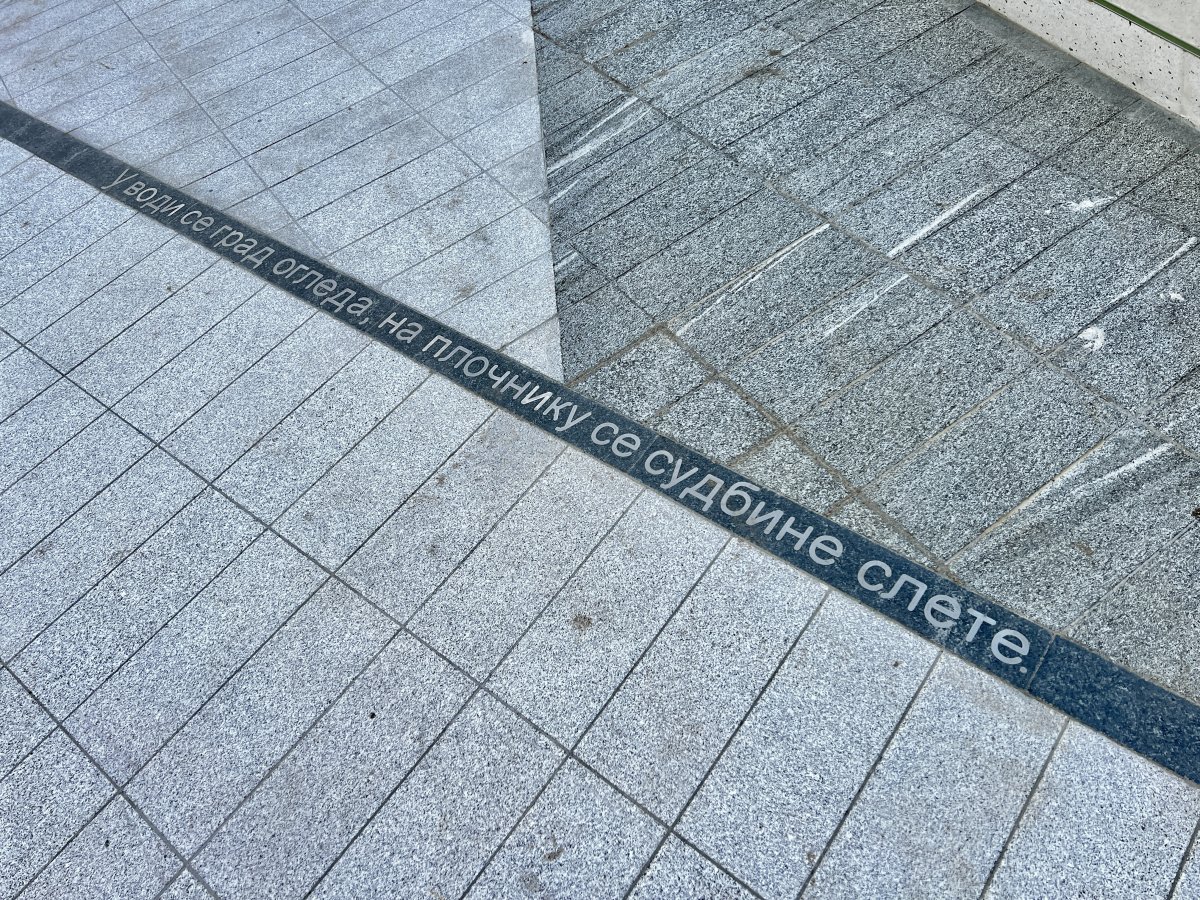 У води се град огледа, на плочнику се судбине слете.